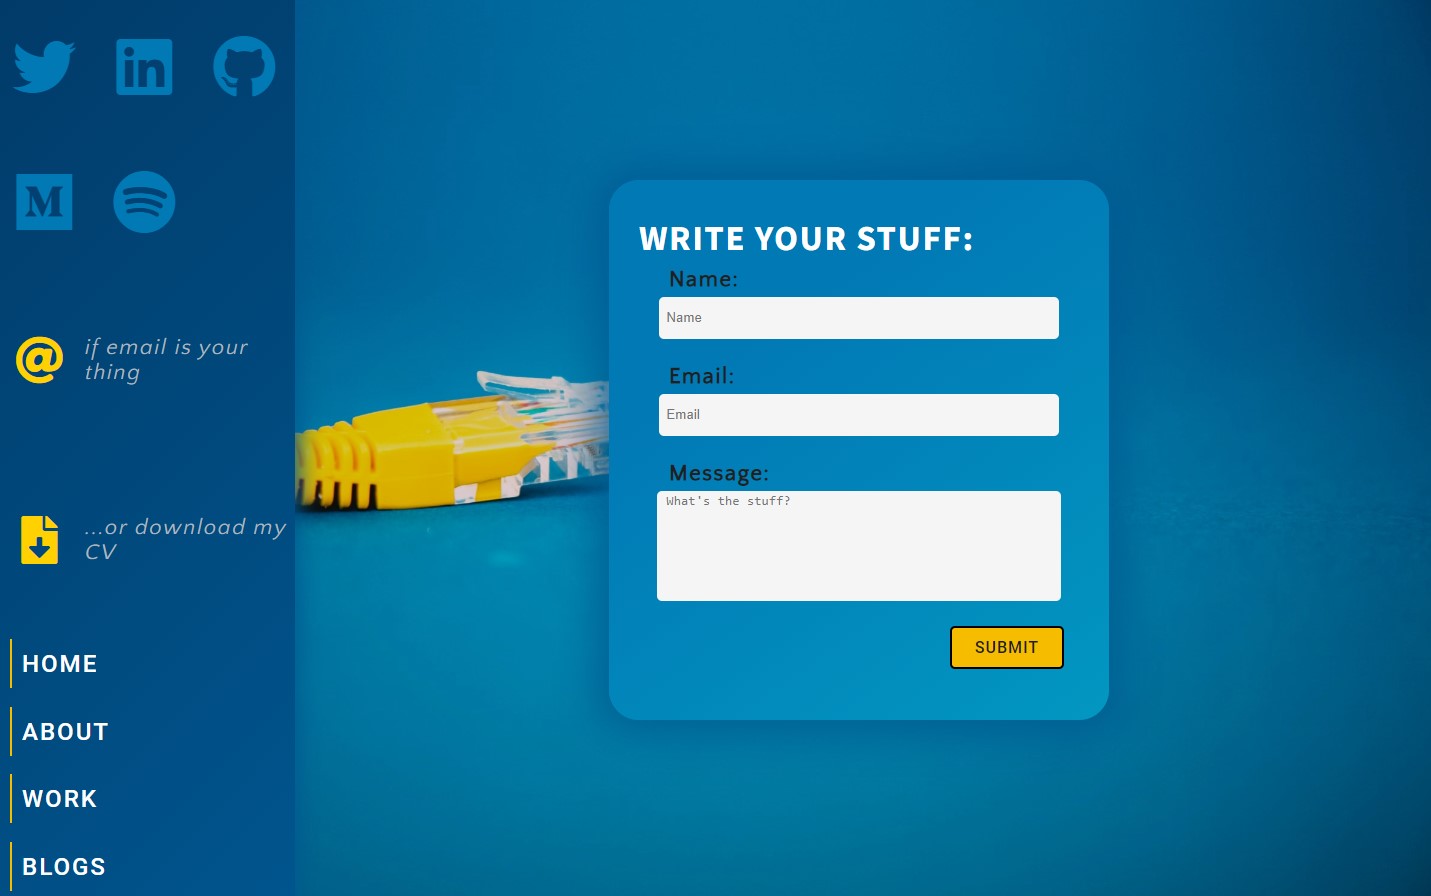 if email is your
thing
...or download my
CV
HOME
ABOUT
WORK
BLOGS
WRITE YOUR STUFF:
Name:
Name
Email:
Email
Message:
What's the stuff?
SUBMIT